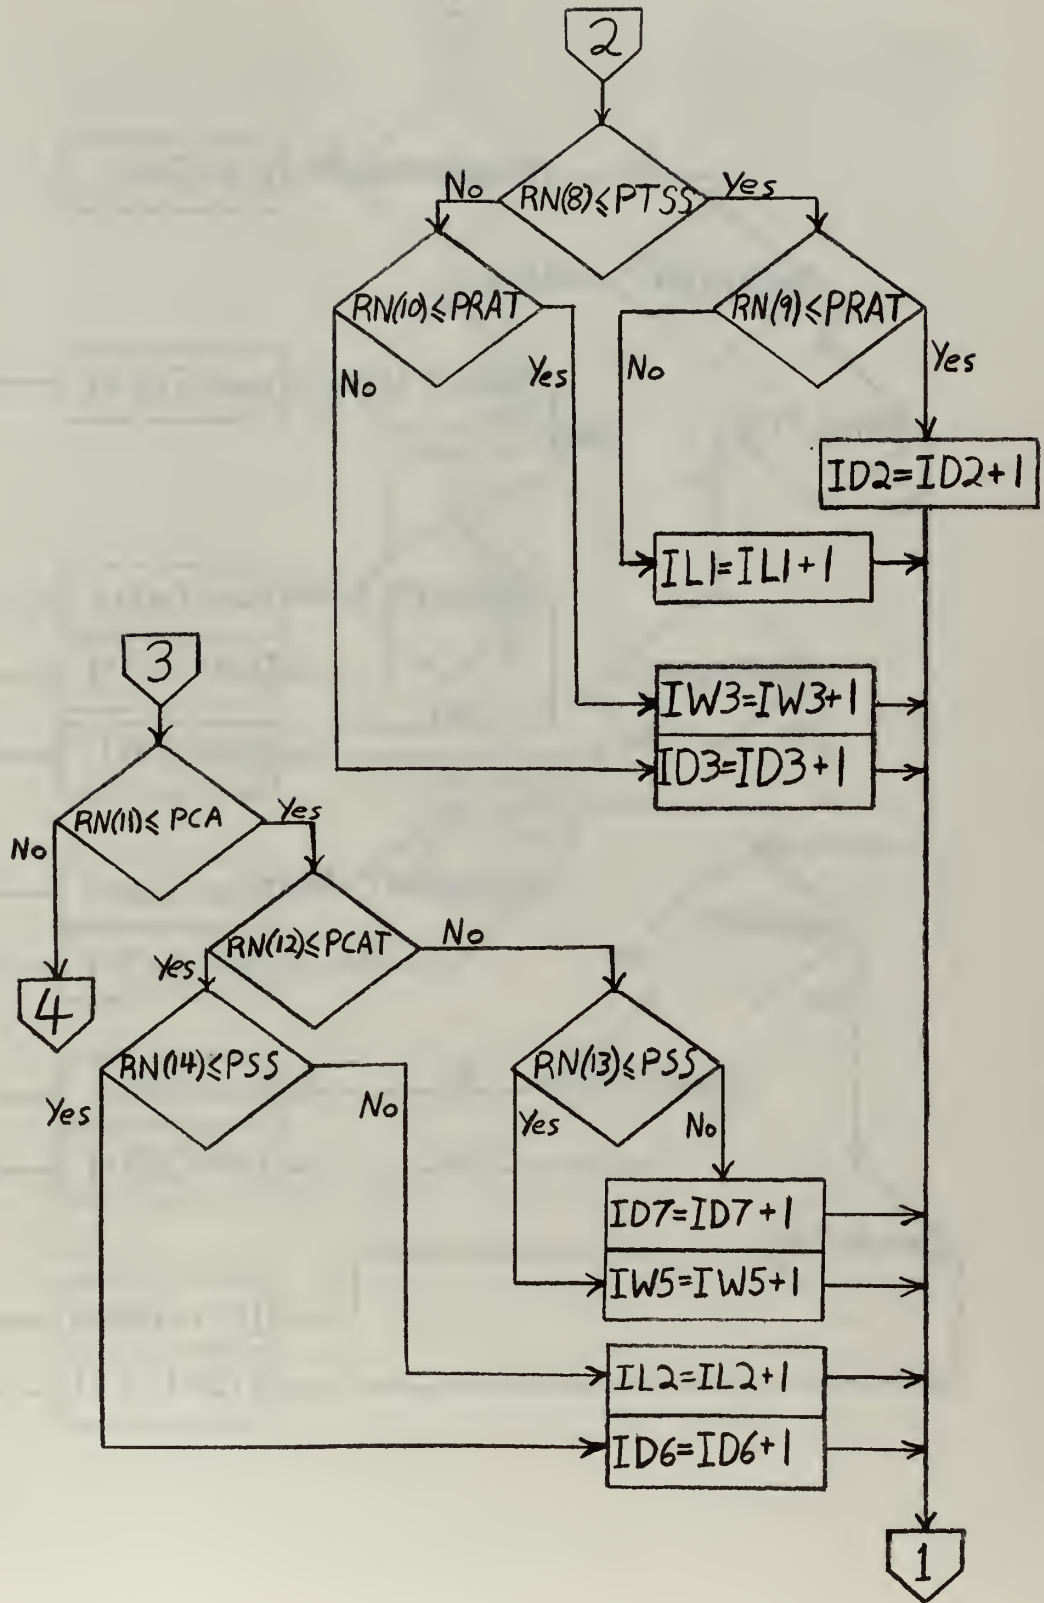 2
RN(8)≤PTSS
No
Yes
RN(10)≤PRAT
RN(9)≤PRAT
No
Yes
No
Yes
ID2=ID2+1
IL1=IL1+1
3
IW3=IW3+1
ID3=ID3+1
RN(11)≤PCA
Yes
No
RN(12)≤PCAT
No
Yes
4
RN(14)≤PSS
RN(13)≤PSS
Yes
No
Yes
No
ID7=ID7+1
IW5=IW5+1
IL2=IL2+1
ID6=ID6+1
1